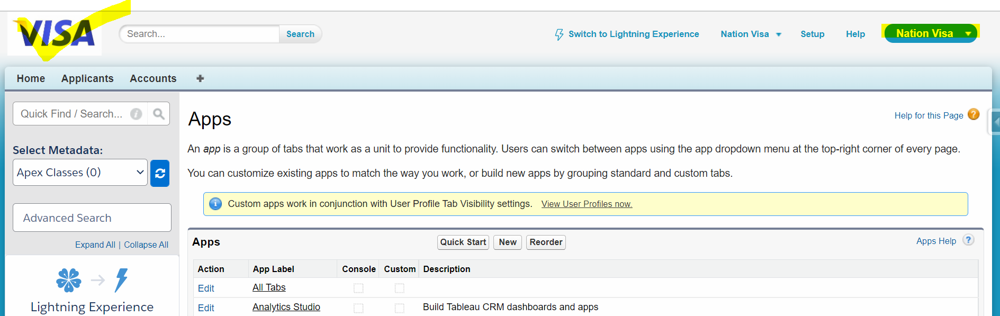 VISA
Search...
Search
Switch to Lightning Experience
Nation Visa
Setup
Help
Nation Visa
Home
Applicants
Accounts
Quick Find / Search...
Select Metadata:
Apex Classes (0)
Advanced Search
Expand All | Collapse All
Lightning Experience
Apps
Help for this Page
An app is a group of tabs that work as a unit to provide functionality. Users can switch between apps using the app dropdown menu at the top-right corner of every page.
You can customize existing apps to match the way you work, or build new apps by grouping standard and custom tabs.
Custom apps work in conjunction with User Profile Tab Visibility settings. View User Profiles now.
Apps
Quick Start
New
Reorder
Apps Help
Action App Label Console Custom Description
Edit All Tabs
Edit Analytics Studio Build Tableau CRM dashboards and apps